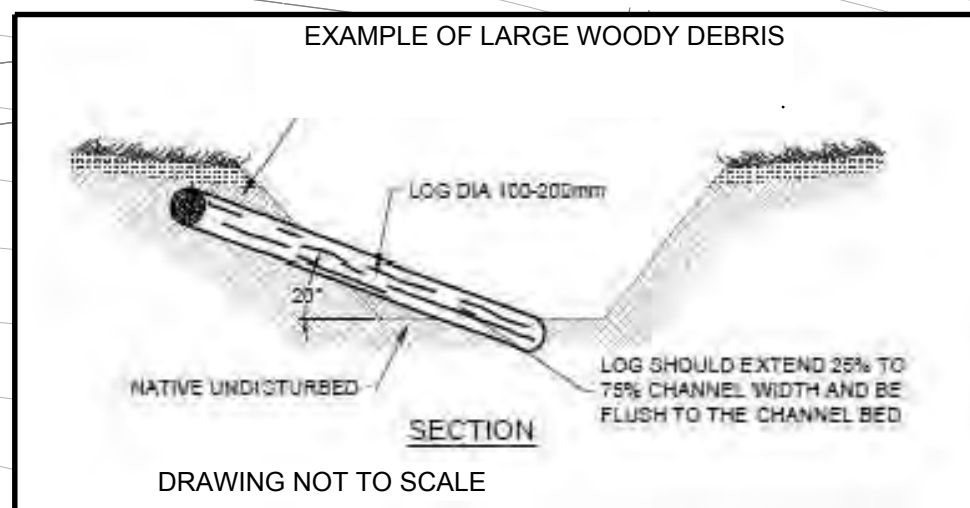 EXAMPLE OF LARGE WOODY DEBRIS
LOG DIA 100-200mm
20°
NATIVE UNDISTURBED
LOG SHOULD EXTEND 25% TO
75% CHANNEL WIDTH AND BE
FLUSH TO THE CHANNEL BED
SECTION
DRAWING NOT TO SCALE